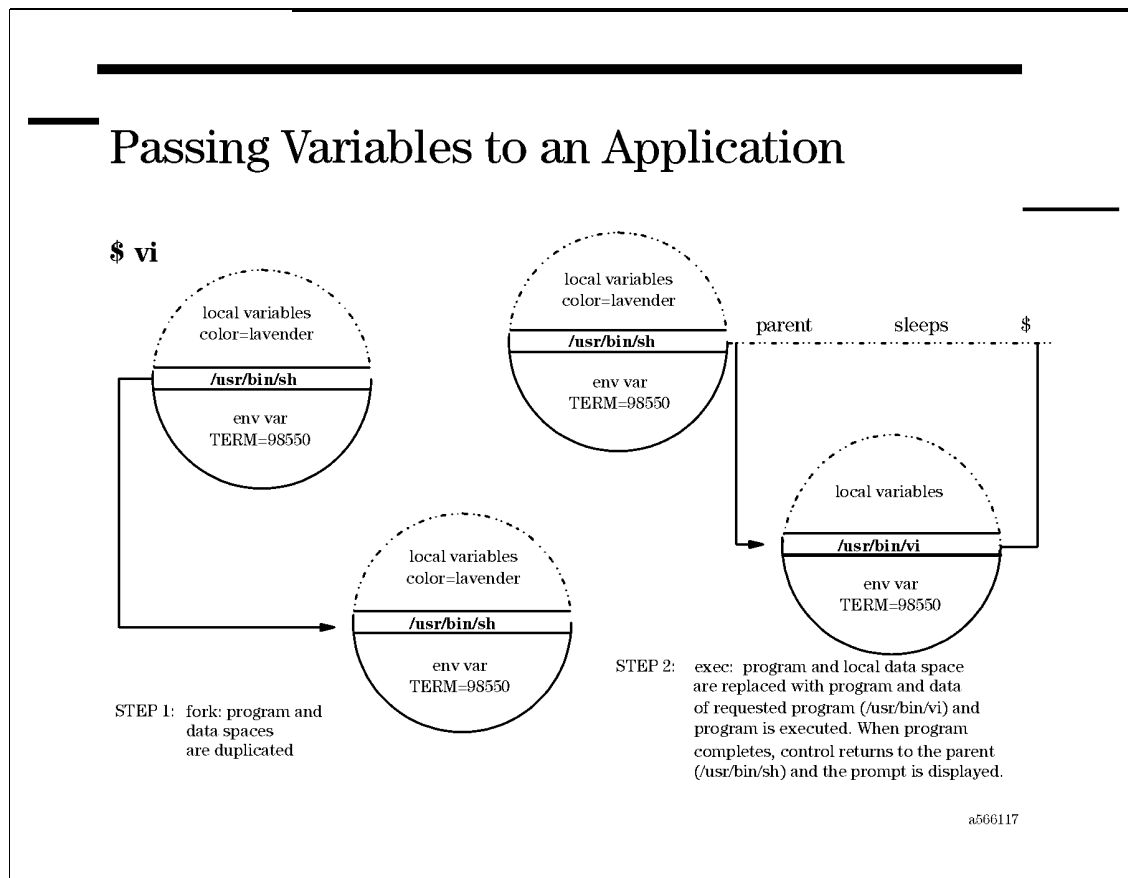 Passing Variables to an Application
$ vi
local variables
color=lavender
/usr/bin/sh
env var
TERM=98550
local variables
color=lavender
/usr/bin/sh
env var
TERM=98550
STEP 1: fork: program and
data spaces
are duplicated
local variables
color=lavender
/usr/bin/sh
env var
TERM=98550
parent sleeps $
local variables
/usr/bin/vi
env var
TERM=98550
STEP 2: exec: program and local data space
are replaced with program and data
of requested program (/usr/bin/vi) and
program is executed. When program
completes, control returns to the parent
(/usr/bin/sh) and the prompt is displayed.
a566117